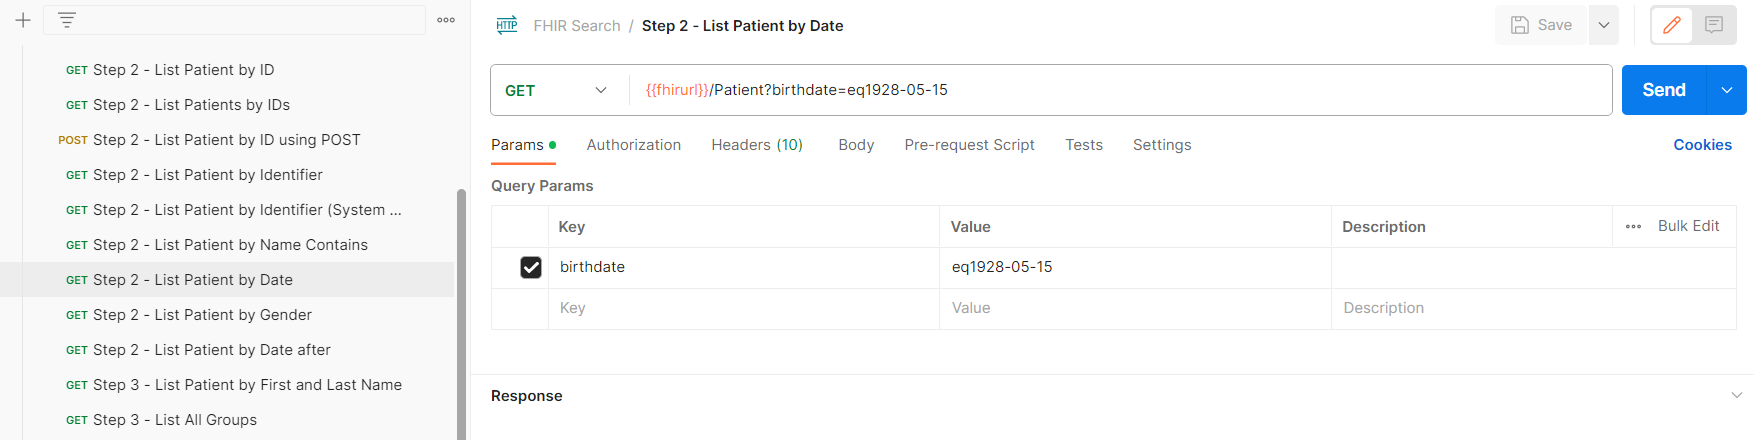 GET Step 2 - List Patient by ID
GET Step 2 - List Patients by IDs
POST Step 2 - List Patient by ID using POST
GET Step 2 - List Patient by Identifier
GET Step 2 - List Patient by Identifier (System ...
GET Step 2 - List Patient by Name Contains
GET Step 2 - List Patient by Date
GET Step 2 - List Patient by Gender
GET Step 2 - List Patient by Date after
GET Step 3 - List Patient by First and Last Name
GET Step 3 - List All Groups
HTTP FHIR Search / Step 2 - List Patient by Date Save
GET {{fhirurl}}/Patient?birthdate=eq1928-05-15 Send
Params Authorization Headers (10) Body Pre-request Script Tests Settings Cookies
Query Params
Key Value Description Bulk Edit
birthdate eq1928-05-15
Key Value Description
Response